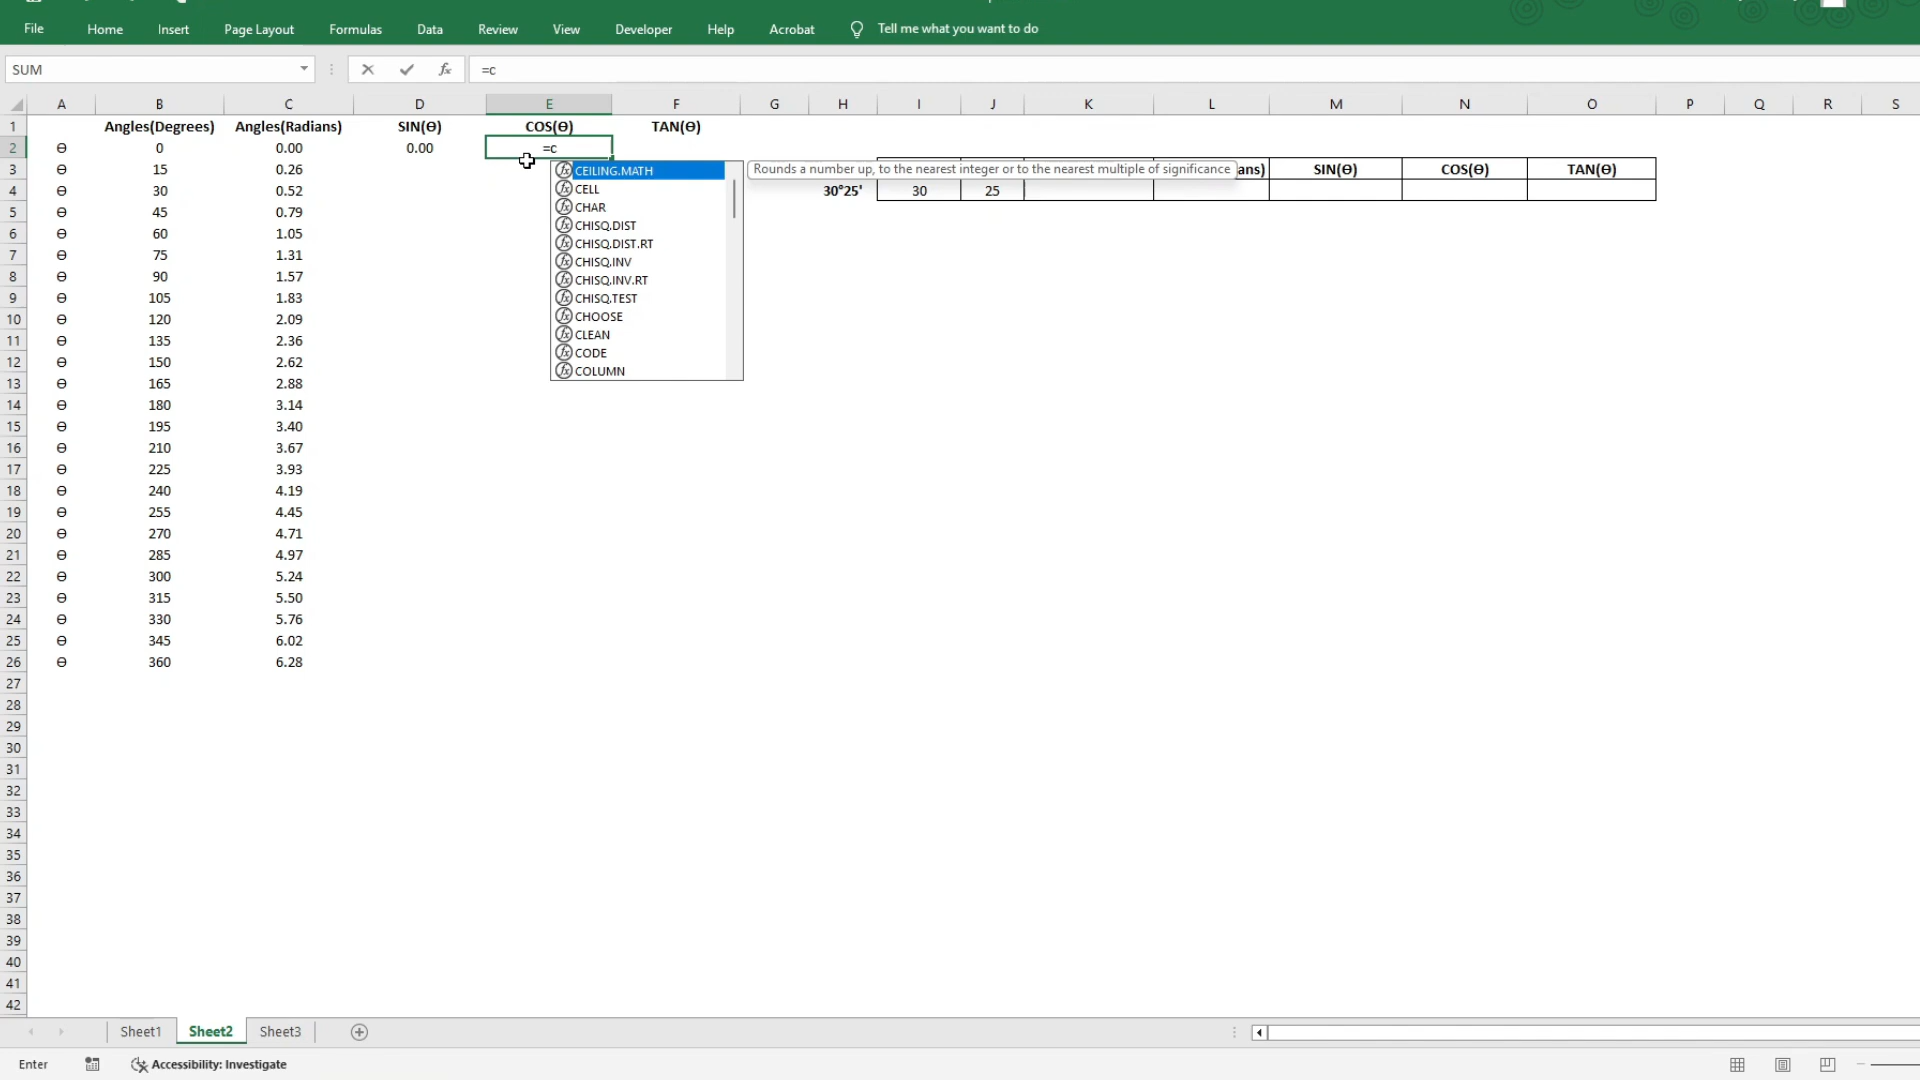 File Home Insert Page Layout Formulas Data Review View Developer Help Acrobat Tell me what you want to do
SUM fx =c
A B C D E F G H I J K L M N O P Q R S
1 Angles(Degrees) Angles(Radians) SIN(Ө) COS(Ө) TAN(Ө)
2 Ө 0 0.00 0.00 =c
3 Ө 15 0.26 CEILING.MATH Rounds a number up, to the nearest integer or to the nearest multiple of significance ans) SIN(Ө) COS(Ө) TAN(Ө)
4 Ө 30 0.52 CELL 30°25' 30 25
5 Ө 45 0.79 CHAR
6 Ө 60 1.05 CHISQ.DIST
CHISQ.DIST.RT
7 Ө 75 1.31 CHISQ.INV
8 Ө 90 1.57 CHISQ.INV.RT
9 Ө 105 1.83 CHISQ.TEST
10 Ө 120 2.09 CHOOSE
11 Ө 135 2.36 CLEAN
12 Ө 150 2.62 CODE
13 Ө 165 2.88 COLUMN
14 Ө 180 3.14
15 Ө 195 3.40
16 Ө 210 3.67
17 Ө 225 3.93
18 Ө 240 4.19
19 Ө 255 4.45
20 Ө 270 4.71
21 Ө 285 4.97
22 Ө 300 5.24
23 Ө 315 5.50
24 Ө 330 5.76
25 Ө 345 6.02
26 Ө 360 6.28
27
28
29
30
31
32
33
34
35
36
37
38
39
40
41
42
Sheet1 Sheet2 Sheet3
Enter Accessibility: Investigate